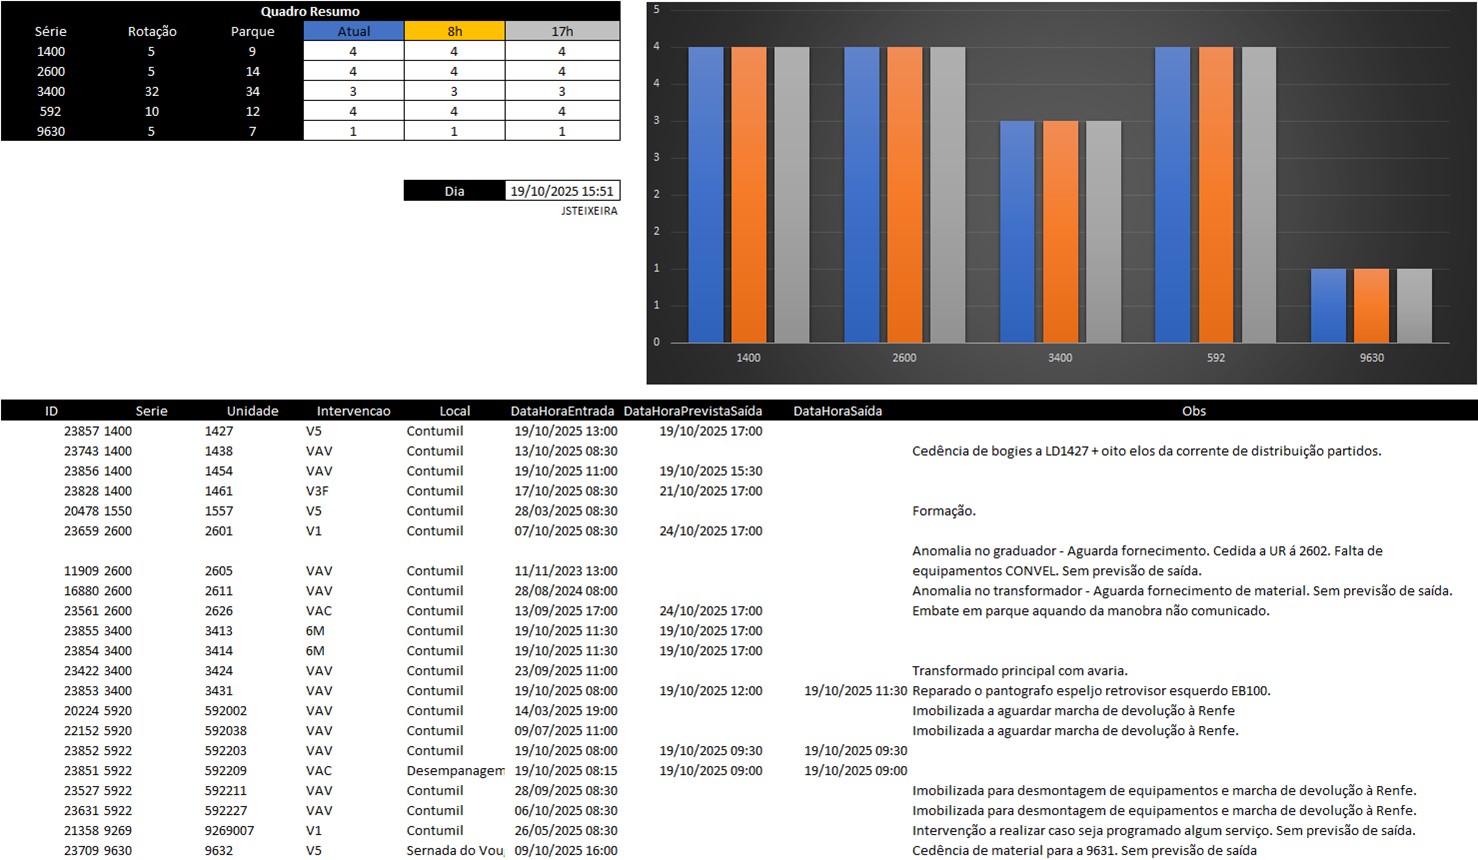 Quadro Resumo
Série Rotação Parque Atual 8h 17h
1400 5 9 4 4 4
2600 5 14 4 4 4
3400 32 34 3 3 3
592 10 12 4 4 4
9630 5 7 1 1 1
Dia 19/10/2025 15:51
JSTEIXEIRA
5
4
4
3
3
2
2
1
1
0
1400 2600 3400 592 9630
ID Serie Unidade Intervencao Local DataHoraEntrada DataHoraPrevistaSaída DataHoraSaída Obs
23857 1400 1427 V5 Contumil 19/10/2025 13:00 19/10/2025 17:00
23743 1400 1438 VAV Contumil 13/10/2025 08:30 Cedência de bogies a LD1427 + oito elos da corrente de distribuição partidos.
23856 1400 1454 VAV Contumil 19/10/2025 11:00 19/10/2025 15:30
23828 1400 1461 V3F Contumil 17/10/2025 08:30 21/10/2025 17:00
20478 1550 1557 V5 Contumil 28/03/2025 08:30 Formação.
23659 2600 2601 V1 Contumil 07/10/2025 08:30 24/10/2025 17:00
Anomalia no graduador - Aguarda fornecimento. Cedida a UR á 2602. Falta de
11909 2600 2605 VAV Contumil 11/11/2023 13:00 equipamentos CONVEL. Sem previsão de saída.
16880 2600 2611 VAV Contumil 28/08/2024 08:00 Anomalia no transformador - Aguarda fornecimento de material. Sem previsão de saída.
23561 2600 2626 VAC Contumil 13/09/2025 17:00 24/10/2025 17:00 Embate em parque aquando da manobra não comunicado.
23855 3400 3413 6M Contumil 19/10/2025 11:30 19/10/2025 17:00
23854 3400 3414 6M Contumil 19/10/2025 11:30 19/10/2025 17:00
23422 3400 3424 VAV Contumil 23/09/2025 11:00 Transformado principal com avaria.
23853 3400 3431 VAV Contumil 19/10/2025 08:00 19/10/2025 12:00 19/10/2025 11:30 Reparado o pantografo espeljo retrovisor esquerdo EB100.
20224 5920 592002 VAV Contumil 14/03/2025 19:00 Imobilizada a aguardar marcha de devolução à Renfe
22152 5920 592038 VAV Contumil 09/07/2025 11:00 Imobilizada a aguardar marcha de devolução à Renfe.
23852 5922 592203 VAV Contumil 19/10/2025 08:00 19/10/2025 09:30 19/10/2025 09:30
23851 5922 592209 VAC Desempanagem 19/10/2025 08:15 19/10/2025 09:00 19/10/2025 09:00
23527 5922 592211 VAV Contumil 28/09/2025 08:30 Imobilizada para desmontagem de equipamentos e marcha de devolução à Renfe.
23631 5922 592227 VAV Contumil 06/10/2025 08:30 Imobilizada para desmontagem de equipamentos e marcha de devolução à Renfe.
21358 9269 9269007 V1 Contumil 26/05/2025 08:30 Intervenção a realizar caso seja programado algum serviço. Sem previsão de saída.
23709 9630 9632 V5 Sernada do Vou 09/10/2025 16:00 Cedência de material para a 9631. Sem previsão de saída